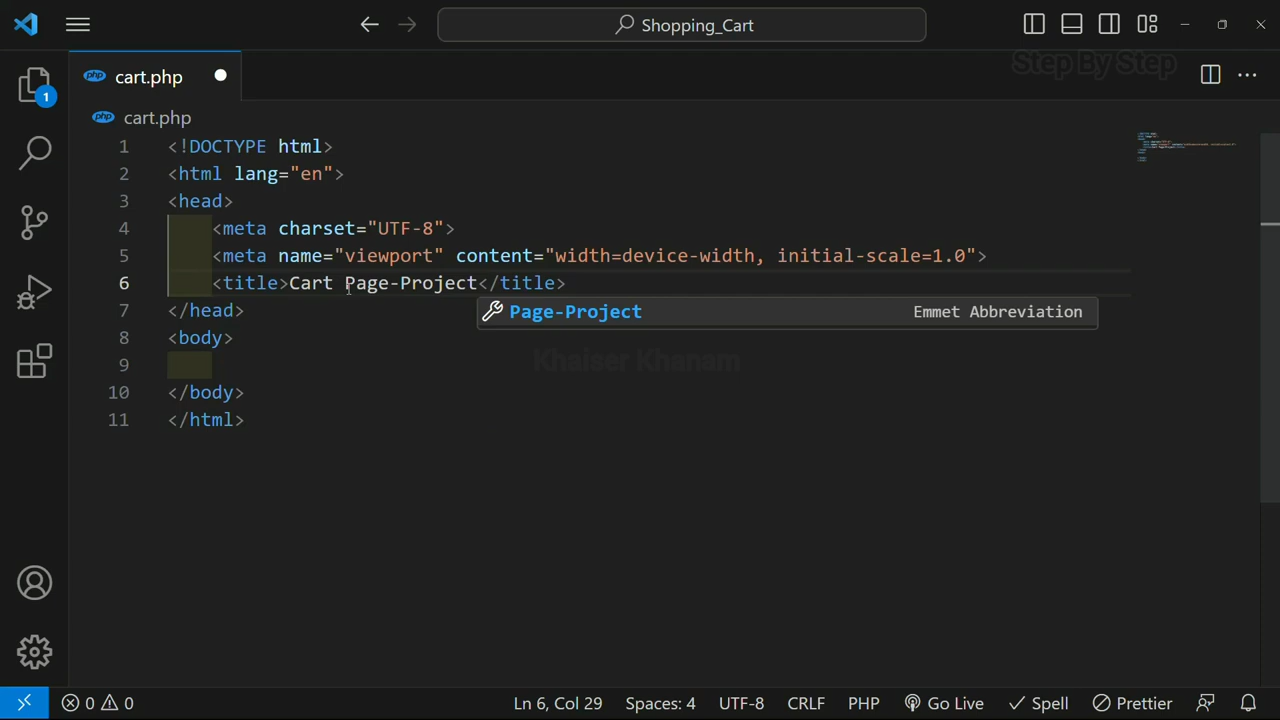 Shopping_Cart
cart.php
Step By Step
1
cart.php
1 <!DOCTYPE html>
2 <html lang="en">
3 <head>
4 <meta charset="UTF-8">
5 <meta name="viewport" content="width=device-width, initial-scale=1.0">
6 <title>Cart Page-Project</title>
7 </head>
Page-Project Emmet Abbreviation
8 <body>
Khaiser Khanam
9
10 </body>
11 </html>
0 0 Ln 6, Col 29 Spaces: 4 UTF-8 CRLF PHP Go Live Spell Prettier